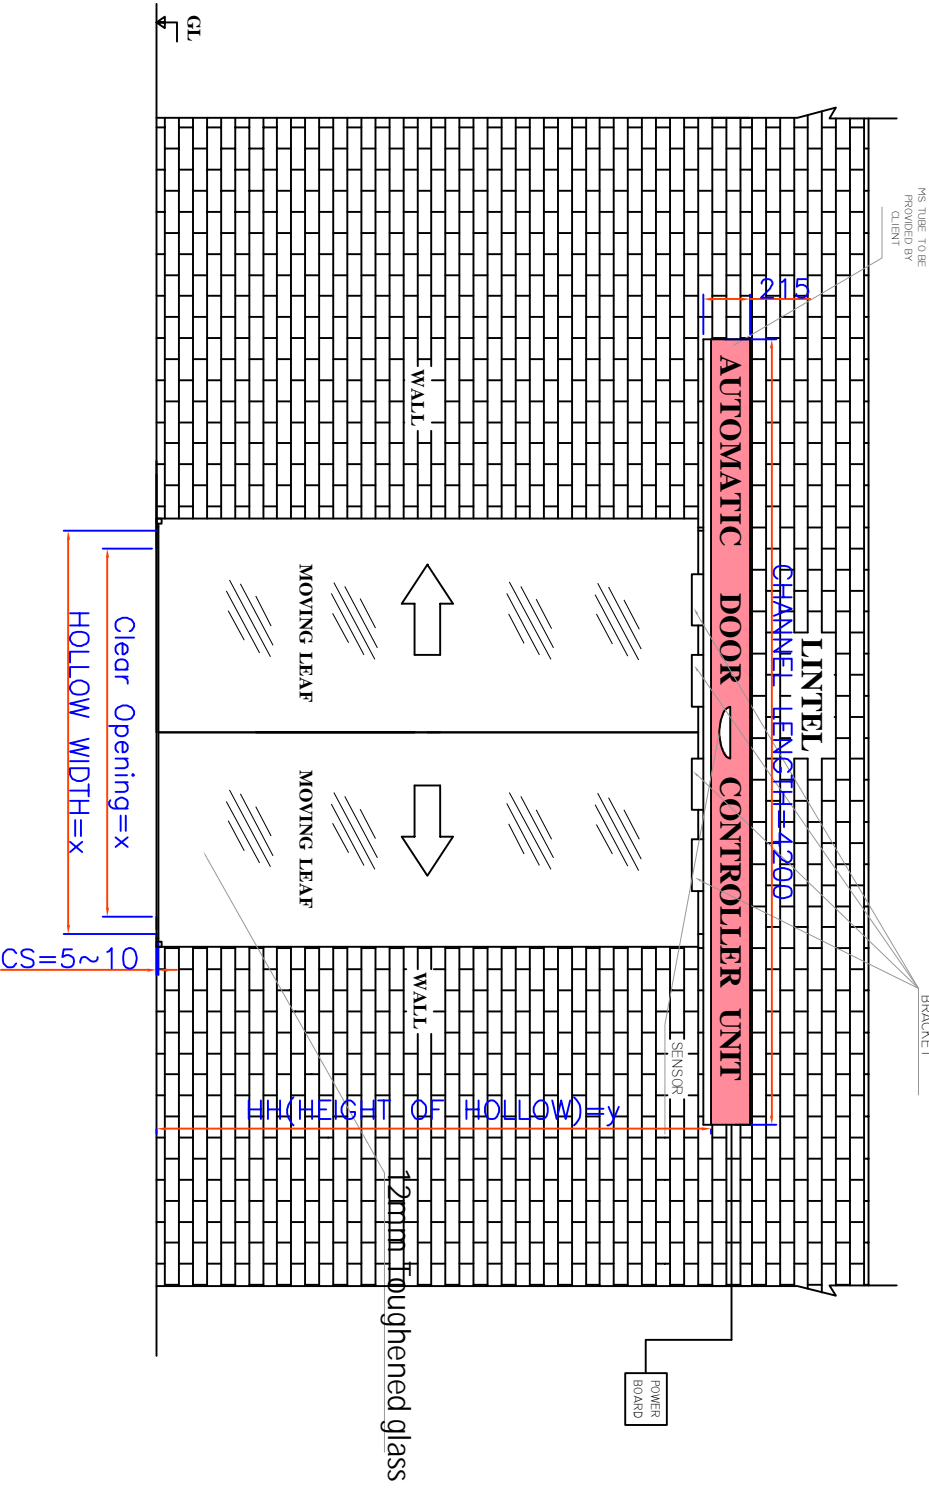 MS TUBE TO BE
PROVIDED BY
CLIENT
BRACKET
LINTEL
215
CHANNEL LENGTH=4200
AUTOMATIC DOOR CONTROLLER UNIT
SENSOR
POWER
BOARD
WALL
WALL
MOVING LEAF
MOVING LEAF
HH(HEIGHT OF HOLLOW)=y
12mm Toughened glass
GL
CS=5~10
Clear Opening=x
HOLLOW WIDTH=x